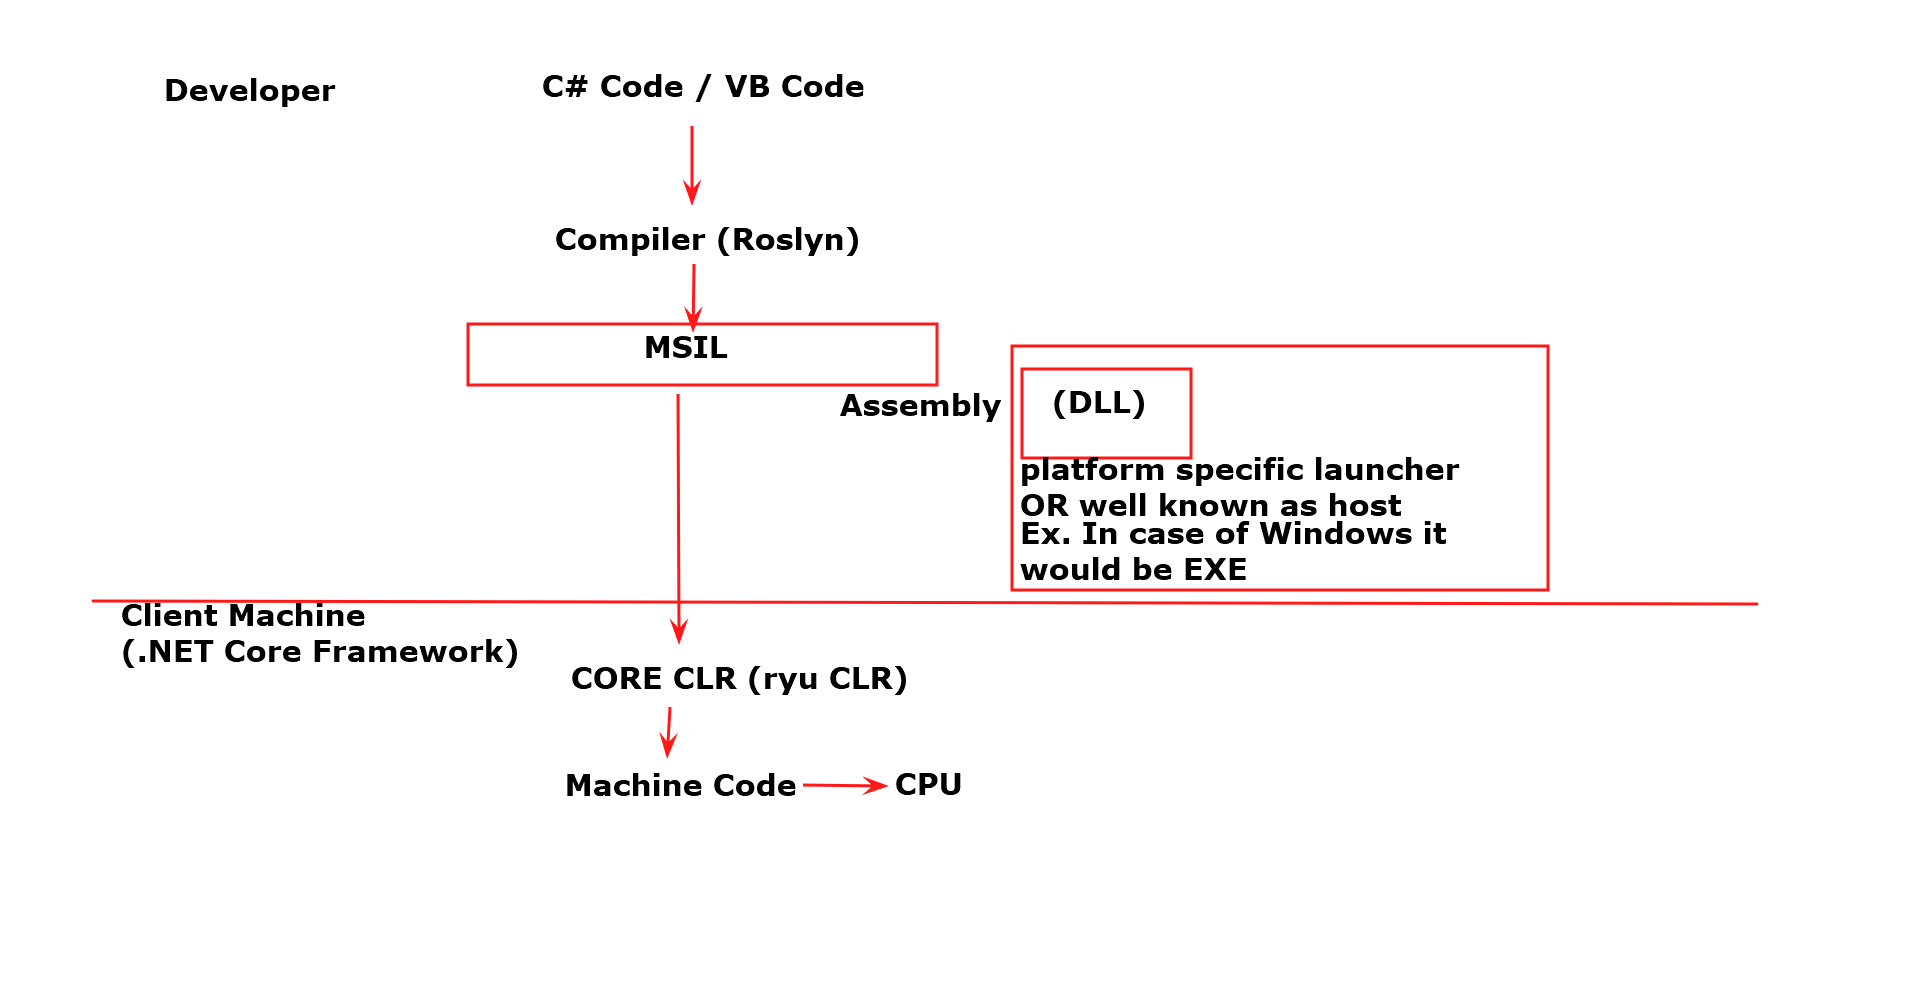 Developer
C# Code / VB Code
Compiler (Roslyn)
MSIL
Assembly
(DLL)
platform specific launcher
OR well known as host
Ex. In case of Windows it
would be EXE
Client Machine
(.NET Core Framework)
CORE CLR (ryu CLR)
Machine Code
CPU